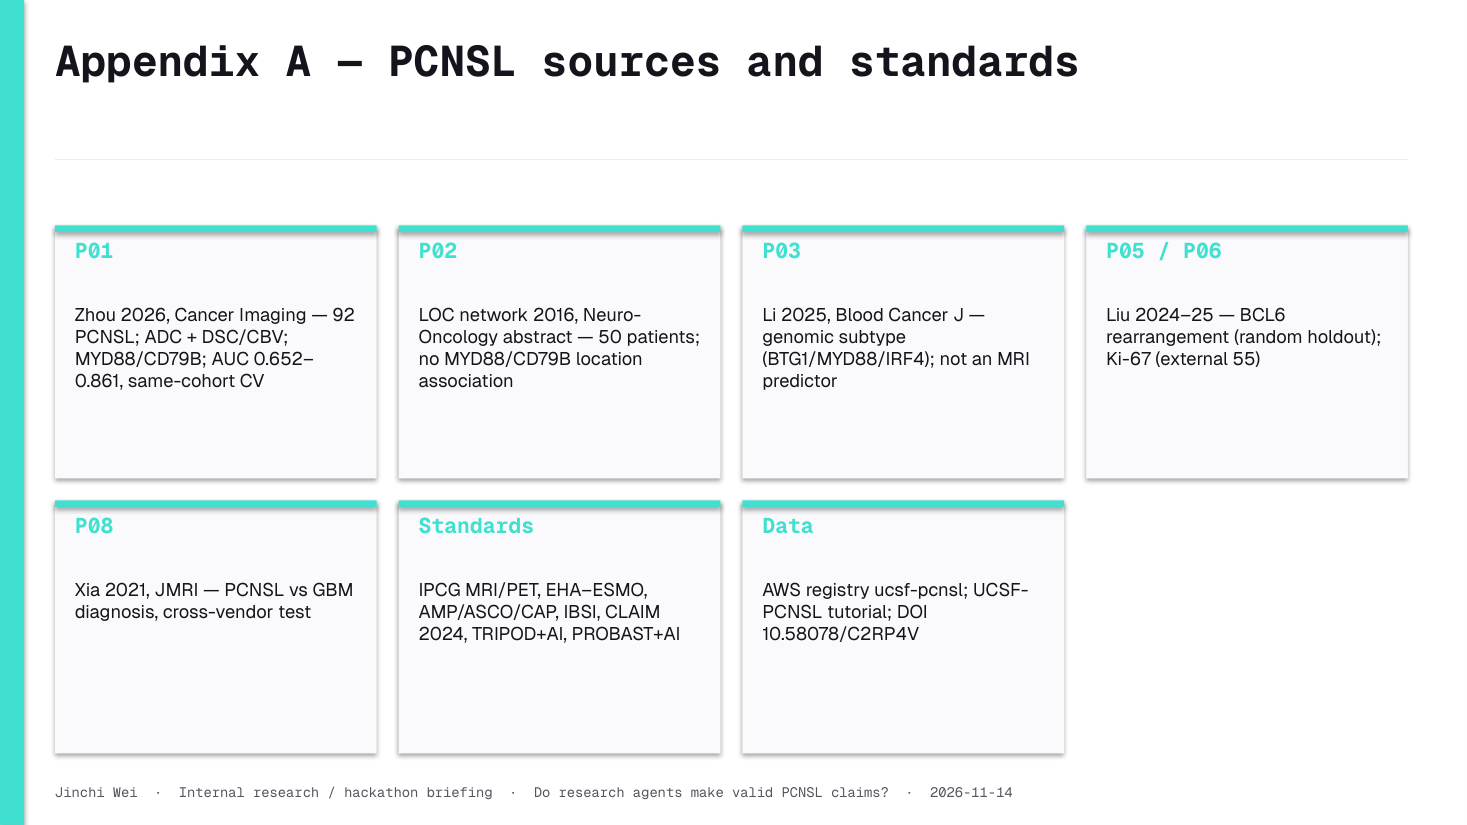 Appendix A — PCNSL sources and standards
P01
Zhou 2026, Cancer Imaging — 92
PCNSL; ADC + DSC/CBV;
MYD88/CD79B; AUC 0.652–
0.861, same-cohort CV
P02
LOC network 2016, Neuro-
Oncology abstract — 50 patients;
no MYD88/CD79B location
association
P03
Li 2025, Blood Cancer J —
genomic subtype
(BTG1/MYD88/IRF4); not an MRI
predictor
P05 / P06
Liu 2024–25 — BCL6
rearrangement (random holdout);
Ki-67 (external 55)
P08
Xia 2021, JMRI — PCNSL vs GBM
diagnosis, cross-vendor test
Standards
IPCG MRI/PET, EHA–ESMO,
AMP/ASCO/CAP, IBSI, CLAIM
2024, TRIPOD+AI, PROBAST+AI
Data
AWS registry ucsf-pcnsl; UCSF-
PCNSL tutorial; DOI
10.58078/C2RP4V
Jinchi Wei · Internal research / hackathon briefing · Do research agents make valid PCNSL claims? · 2026-11-14